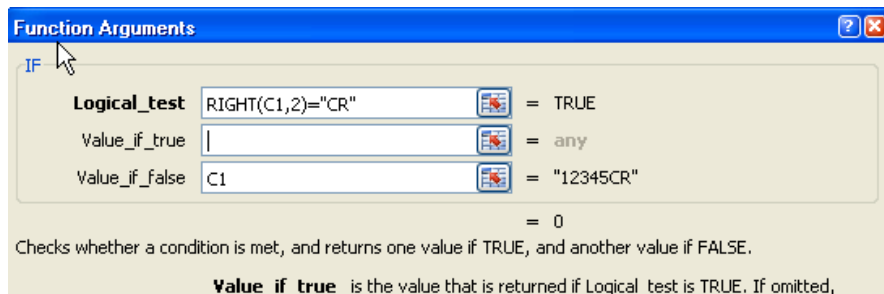 Function Arguments
IF
Logical_test RIGHT(C1,2)="CR" = TRUE
Value_if_true = any
Value_if_false C1 = "12345CR"
= 0
Checks whether a condition is met, and returns one value if TRUE, and another value if FALSE.
Value_if_true is the value that is returned if Logical_test is TRUE. If omitted,